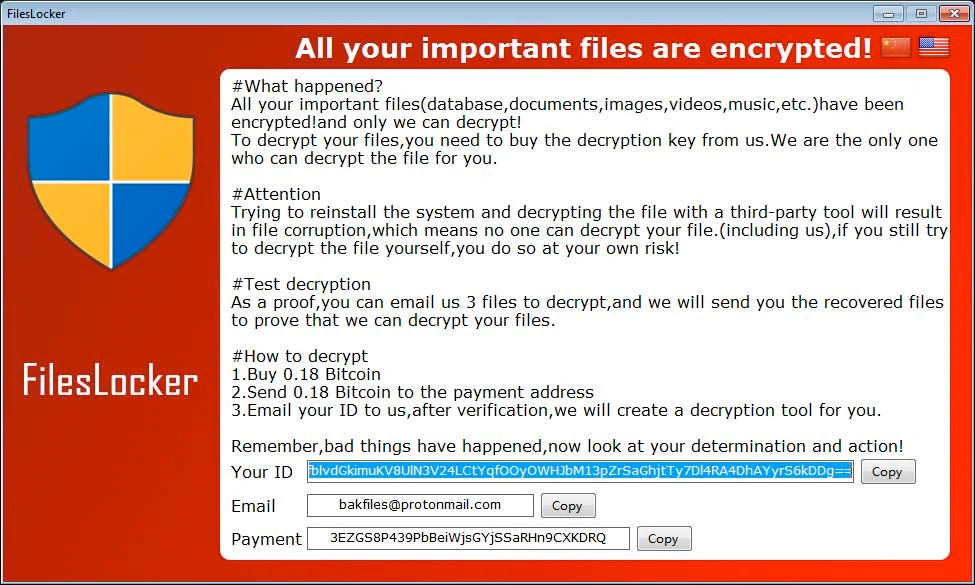 FilesLocker
All your important files are encrypted!
#What happened?
All your important files(database,documents,images,videos,music,etc.)have been
encrypted!and only we can decrypt!
To decrypt your files,you need to buy the decryption key from us.We are the only one
who can decrypt the file for you.
#Attention
Trying to reinstall the system and decrypting the file with a third-party tool will result
in file corruption,which means no one can decrypt your file.(including us),if you still try
to decrypt the file yourself,you do so at your own risk!
#Test decryption
As a proof,you can email us 3 files to decrypt,and we will send you the recovered files
to prove that we can decrypt your files.
#How to decrypt
1.Buy 0.18 Bitcoin
2.Send 0.18 Bitcoin to the payment address
3.Email your ID to us,after verification,we will create a decryption tool for you.
Remember,bad things have happened,now look at your determination and action!
FilesLocker
Your ID fblvdGkimuKV8UlN3V24LCtYqfOOyOWHJbM13pZrSaGhjtTy7Dl4RA4DhAYyrS6kDDg== Copy
Email bakfiles@protonmail.com Copy
Payment 3EZGS8P439PbBeiWjsGYjSSaRHn9CXKDRQ Copy